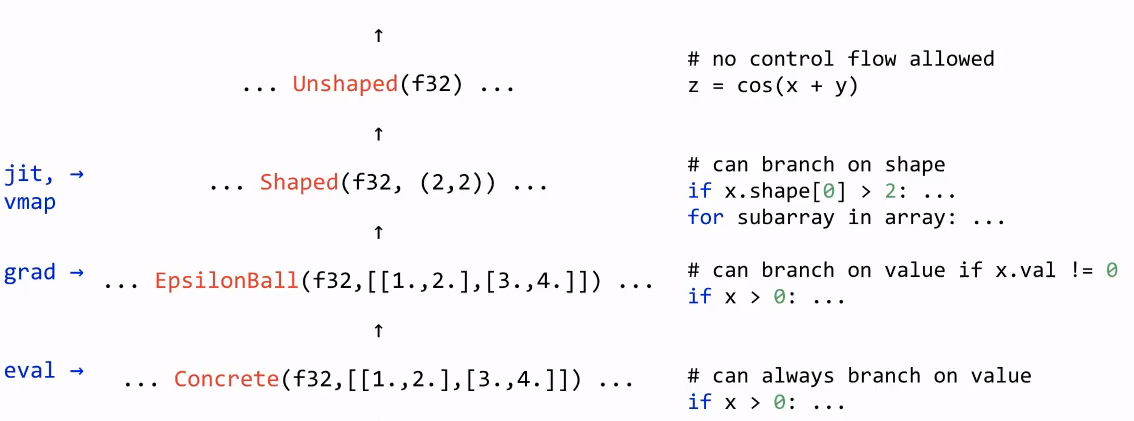 ↑
# no control flow allowed
... Unshaped(f32) ...
z = cos(x + y)
↑
jit, →
vmap
... Shaped(f32, (2,2)) ...
# can branch on shape
if x.shape[0] > 2: ...
for subarray in array: ...
↑
grad →
... EpsilonBall(f32,[[1.,2.],[3.,4.]]) ...
# can branch on value if x.val != 0
if x > 0: ...
↑
eval →
... Concrete(f32,[[1.,2.],[3.,4.]]) ...
# can always branch on value
if x > 0: ...